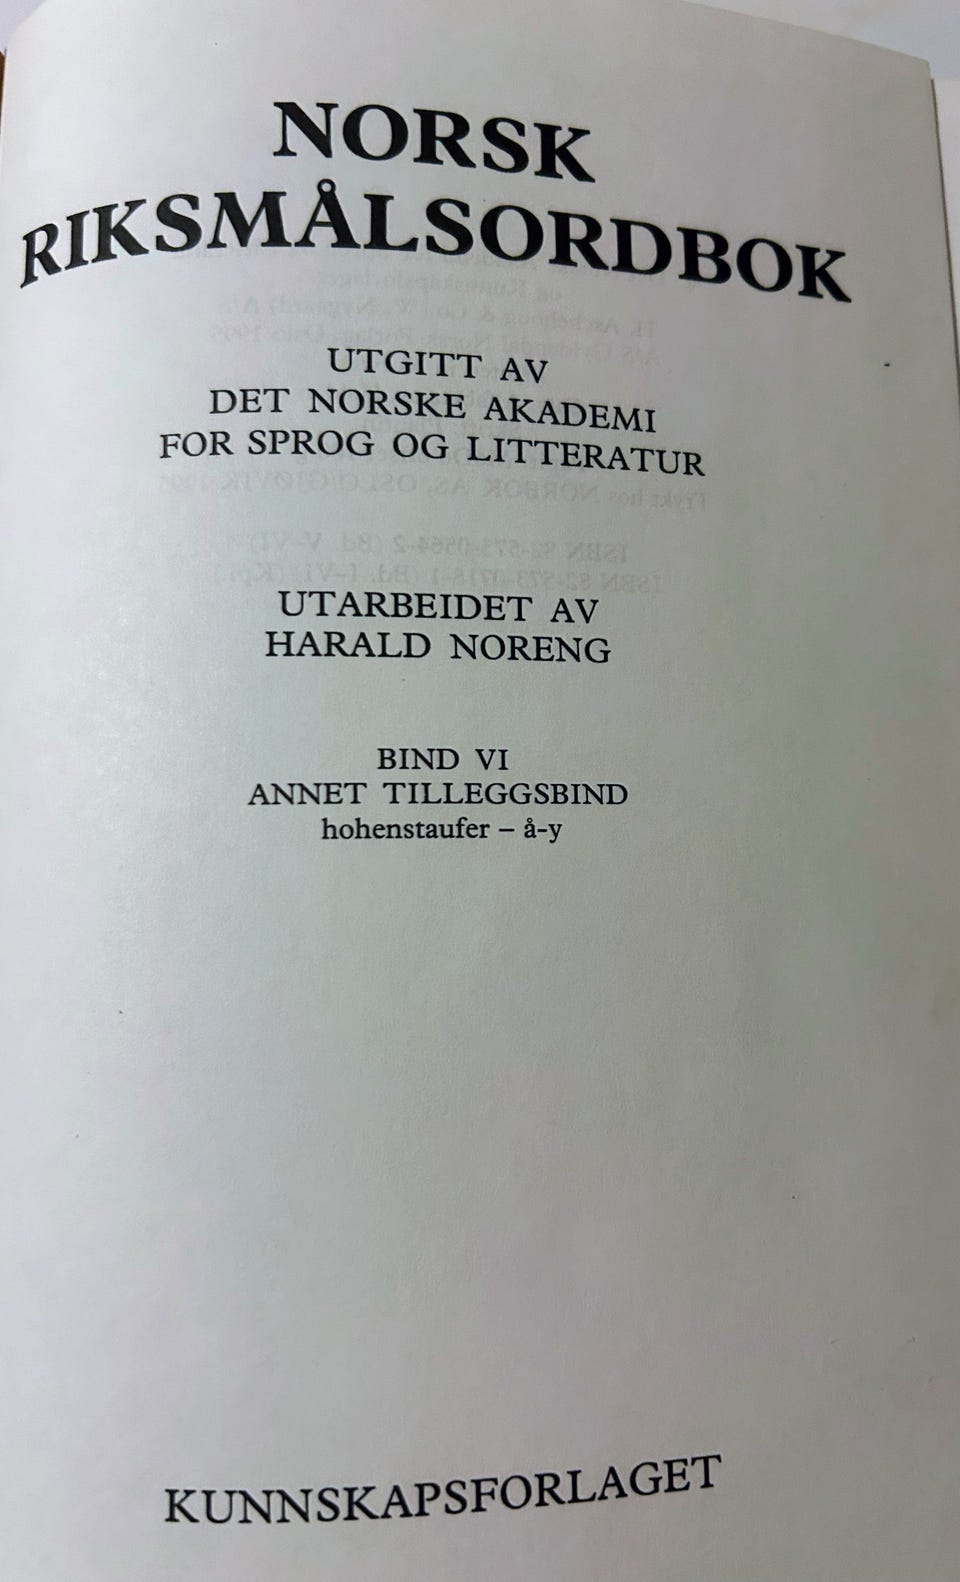 NORSK
RIKSMÅLSORDBOK
UTGITT AV
DET NORSKE AKADEMI
FOR SPROG OG LITTERATUR
UTARBEIDET AV
HARALD NORENG
BIND VI
ANNET TILLEGGSBIND
hohenstaufer – å-y
KUNNSKAPSFORLAGET